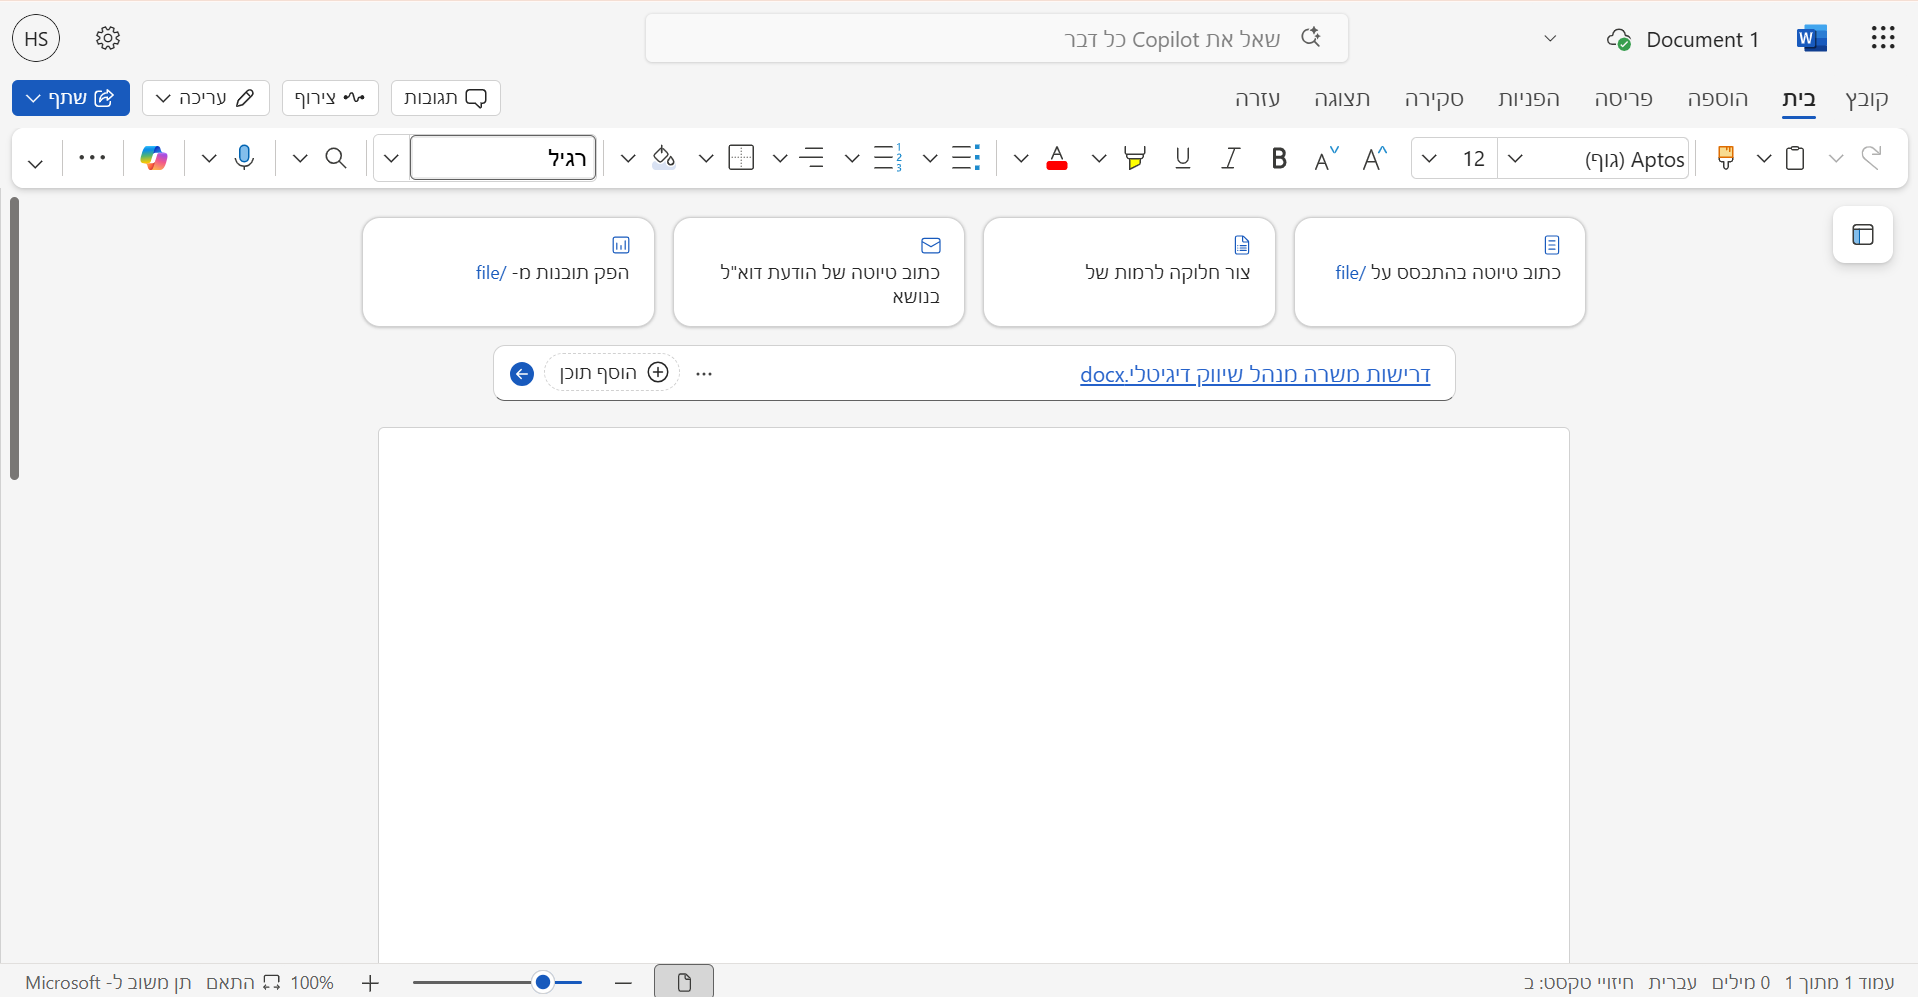 Document 1
שאל את Copilot כל דבר
HS
קובץ
בית
הוספה
פריסה
הפניות
סקירה
תצוגה
עזרה
תגובות
צירוף
עריכה
שתף
Aptos (גוף)
12
רגיל
כתוב טיוטה בהתבסס על /file
צור חלוקה לרמות של
כתוב טיוטה של הודעת דוא"ל
בנושא
הפק תובנות מ- /file
דרישות משרה מנהל שיווק דיגיטלי.docx
הוסף תוכן
עמוד 1 מתוך 1
0 מילים
עברית
חיזויי טקסט: ב
100%
התאם
תן משוב ל- Microsoft